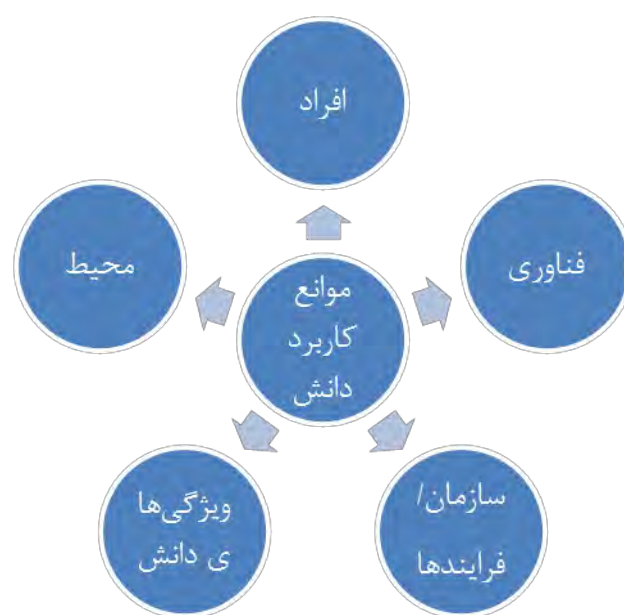 افراد
فناوری
محیط
موانع
کاربرد
دانش
سازمان/
فرایندها
ویژگی‌ها
ی دانش